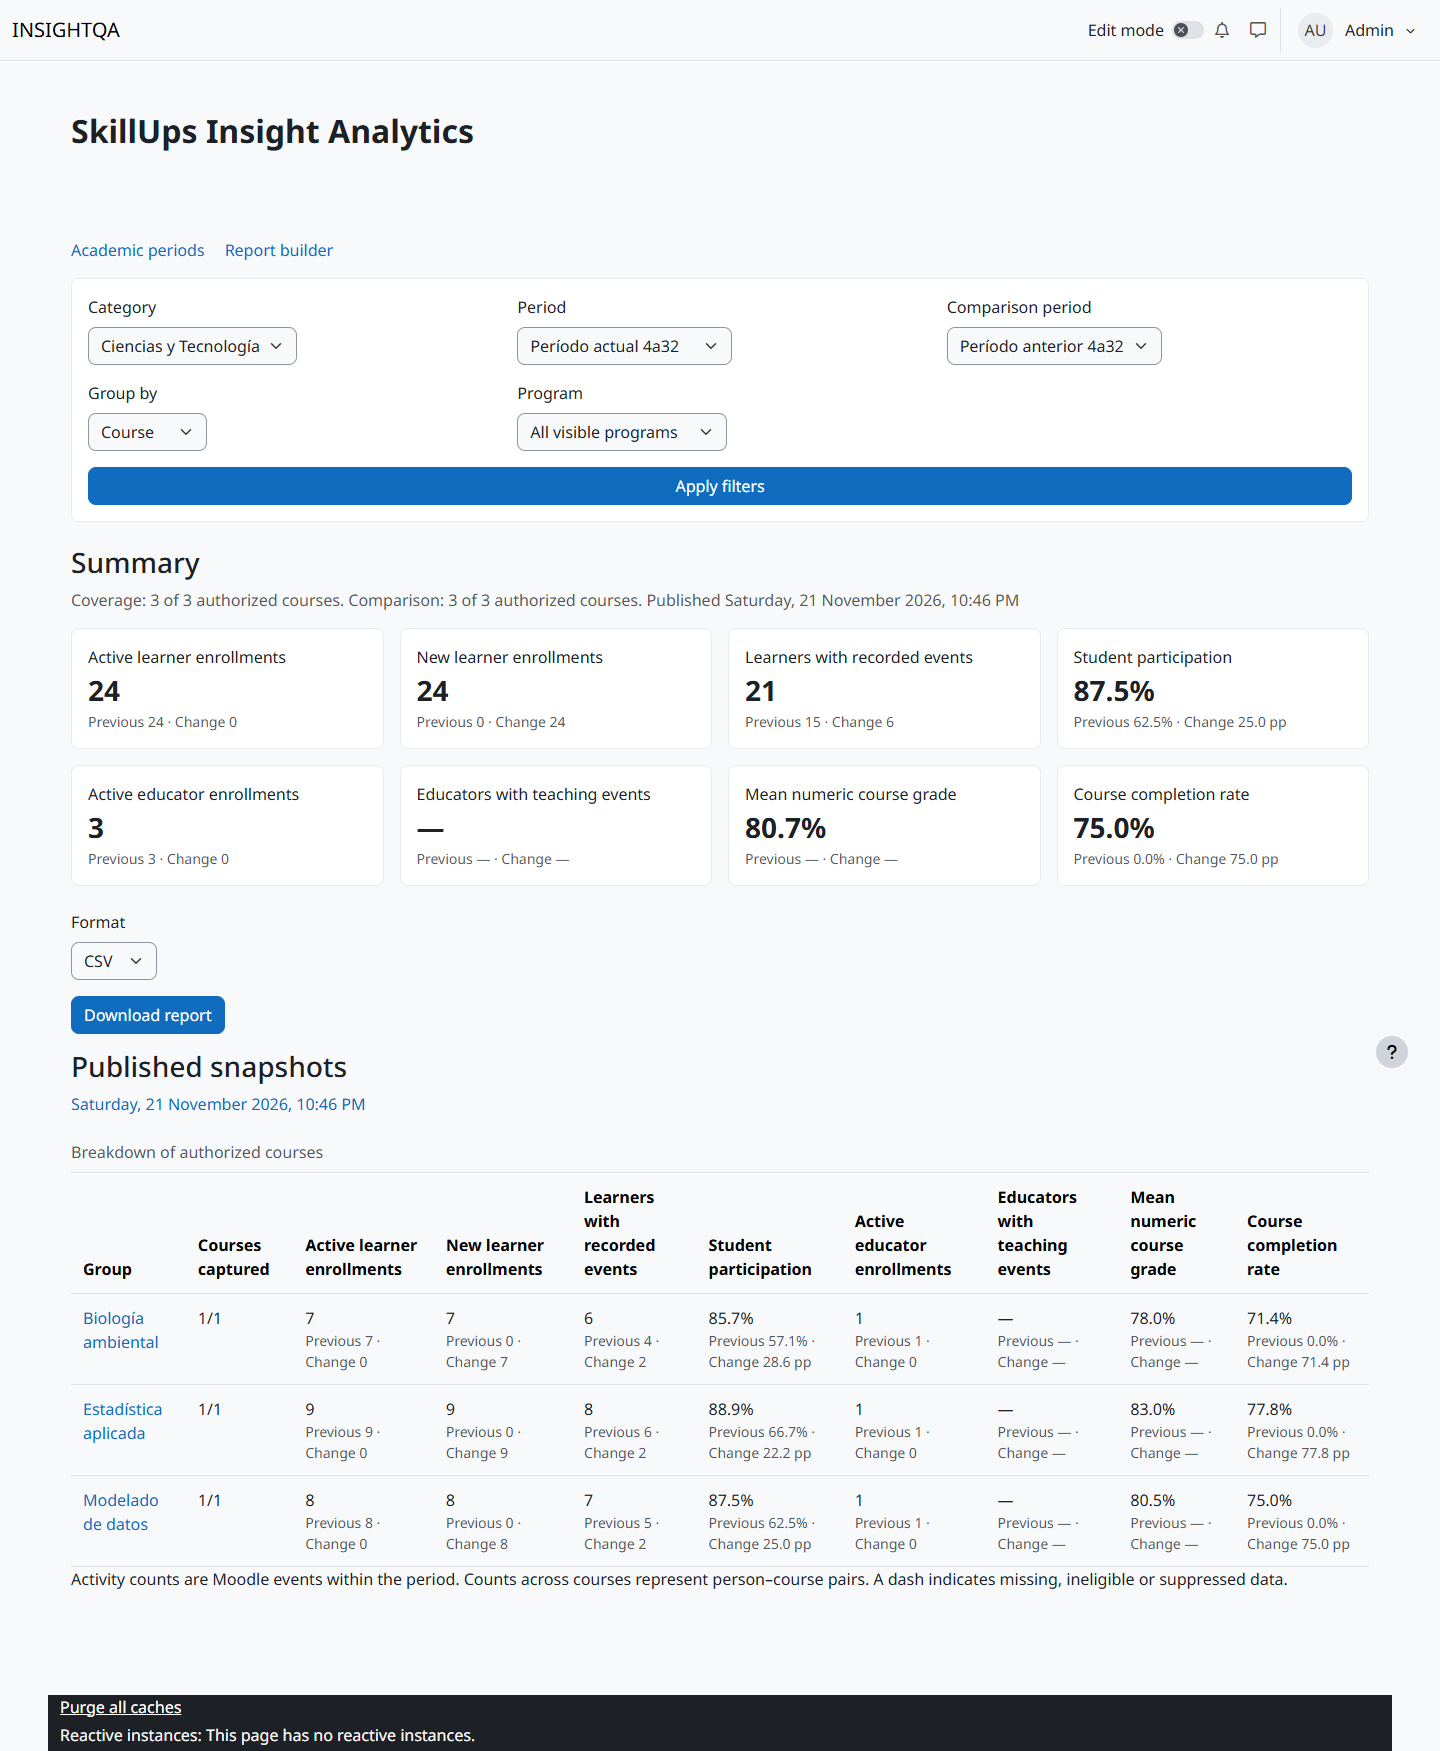 INSIGHTQA
Edit mode
AU
Admin
SkillUps Insight Analytics
Academic periods Report builder
Category
Period
Comparison period
Ciencias y Tecnología
Período actual 4a32
Período anterior 4a32
Group by
Program
Course
All visible programs
Apply filters
Summary
Coverage: 3 of 3 authorized courses. Comparison: 3 of 3 authorized courses. Published Saturday, 21 November 2026, 10:46 PM
Active learner enrollments
24
Previous 24 · Change 0
New learner enrollments
24
Previous 0 · Change 24
Learners with recorded events
21
Previous 15 · Change 6
Student participation
87.5%
Previous 62.5% · Change 25.0 pp
Active educator enrollments
3
Previous 3 · Change 0
Educators with teaching events
—
Previous — · Change —
Mean numeric course grade
80.7%
Previous — · Change —
Course completion rate
75.0%
Previous 0.0% · Change 75.0 pp
Format
CSV
Download report
?
Published snapshots
Saturday, 21 November 2026, 10:46 PM
Breakdown of authorized courses
Group
Courses
captured
Active learner
enrollments
New learner
enrollments
Learners
with
recorded
events
Student
participation
Active
educator
enrollments
Educators
with
teaching
events
Mean
numeric
course
grade
Course
completion
rate
Biología
ambiental
1/1
7
Previous 7 ·
Change 0
7
Previous 0 ·
Change 7
6
Previous 4 ·
Change 2
85.7%
Previous 57.1% ·
Change 28.6 pp
1
Previous 1 ·
Change 0
—
Previous — ·
Change —
78.0%
Previous — ·
Change —
71.4%
Previous 0.0% ·
Change 71.4 pp
Estadística
aplicada
1/1
9
Previous 9 ·
Change 0
9
Previous 0 ·
Change 9
8
Previous 6 ·
Change 2
88.9%
Previous 66.7% ·
Change 22.2 pp
1
Previous 1 ·
Change 0
—
Previous — ·
Change —
83.0%
Previous — ·
Change —
77.8%
Previous 0.0% ·
Change 77.8 pp
Modelado
de datos
1/1
8
Previous 8 ·
Change 0
8
Previous 0 ·
Change 8
7
Previous 5 ·
Change 2
87.5%
Previous 62.5% ·
Change 25.0 pp
1
Previous 1 ·
Change 0
—
Previous — ·
Change —
80.5%
Previous — ·
Change —
75.0%
Previous 0.0% ·
Change 75.0 pp
Activity counts are Moodle events within the period. Counts across courses represent person–course pairs. A dash indicates missing, ineligible or suppressed data.
Purge all caches
Reactive instances: This page has no reactive instances.